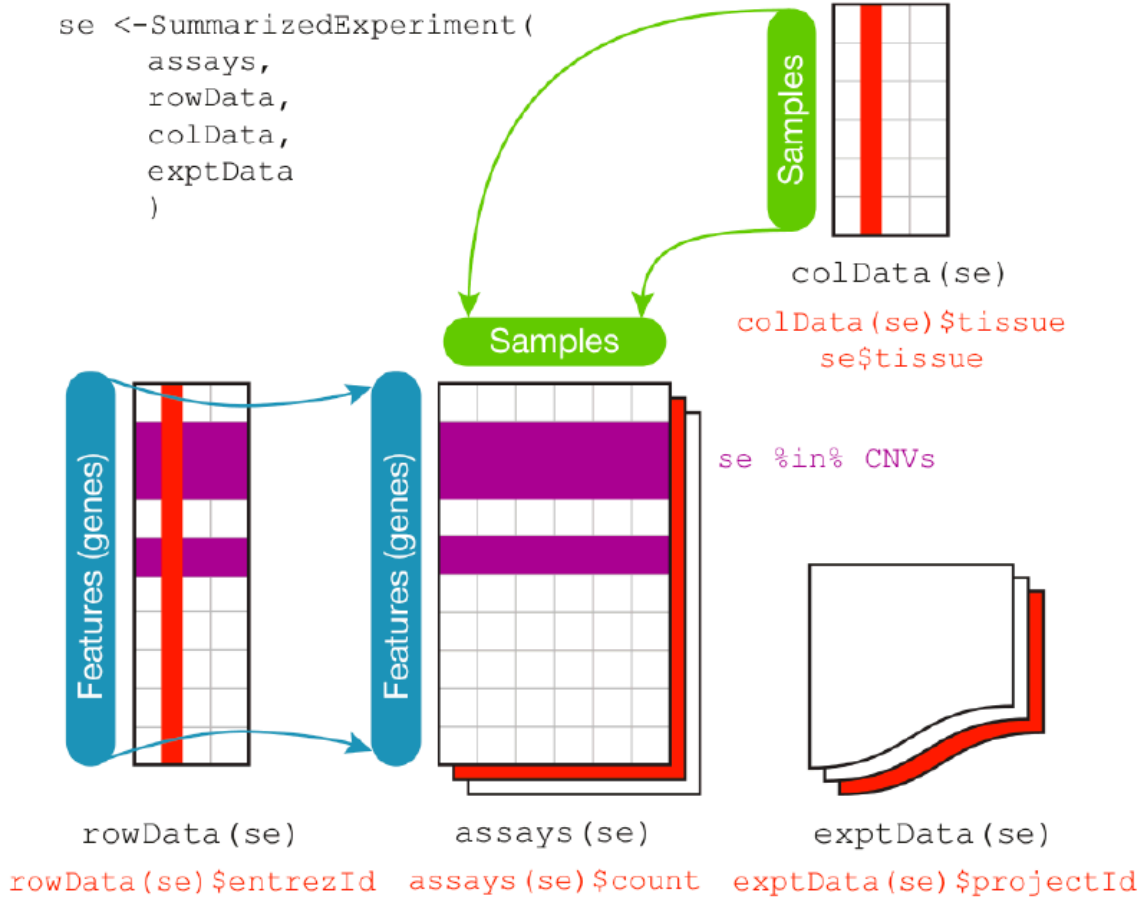 se <-SummarizedExperiment(
assays,
rowData,
colData,
exptData
)
Samples
colData(se)
colData(se)$tissue
se$tissue
Samples
Features (genes)
Features (genes)
se %in% CNVs
rowData(se)
assays(se)
exptData(se)
rowData(se)$entrezId
assays(se)$count
exptData(se)$projectId